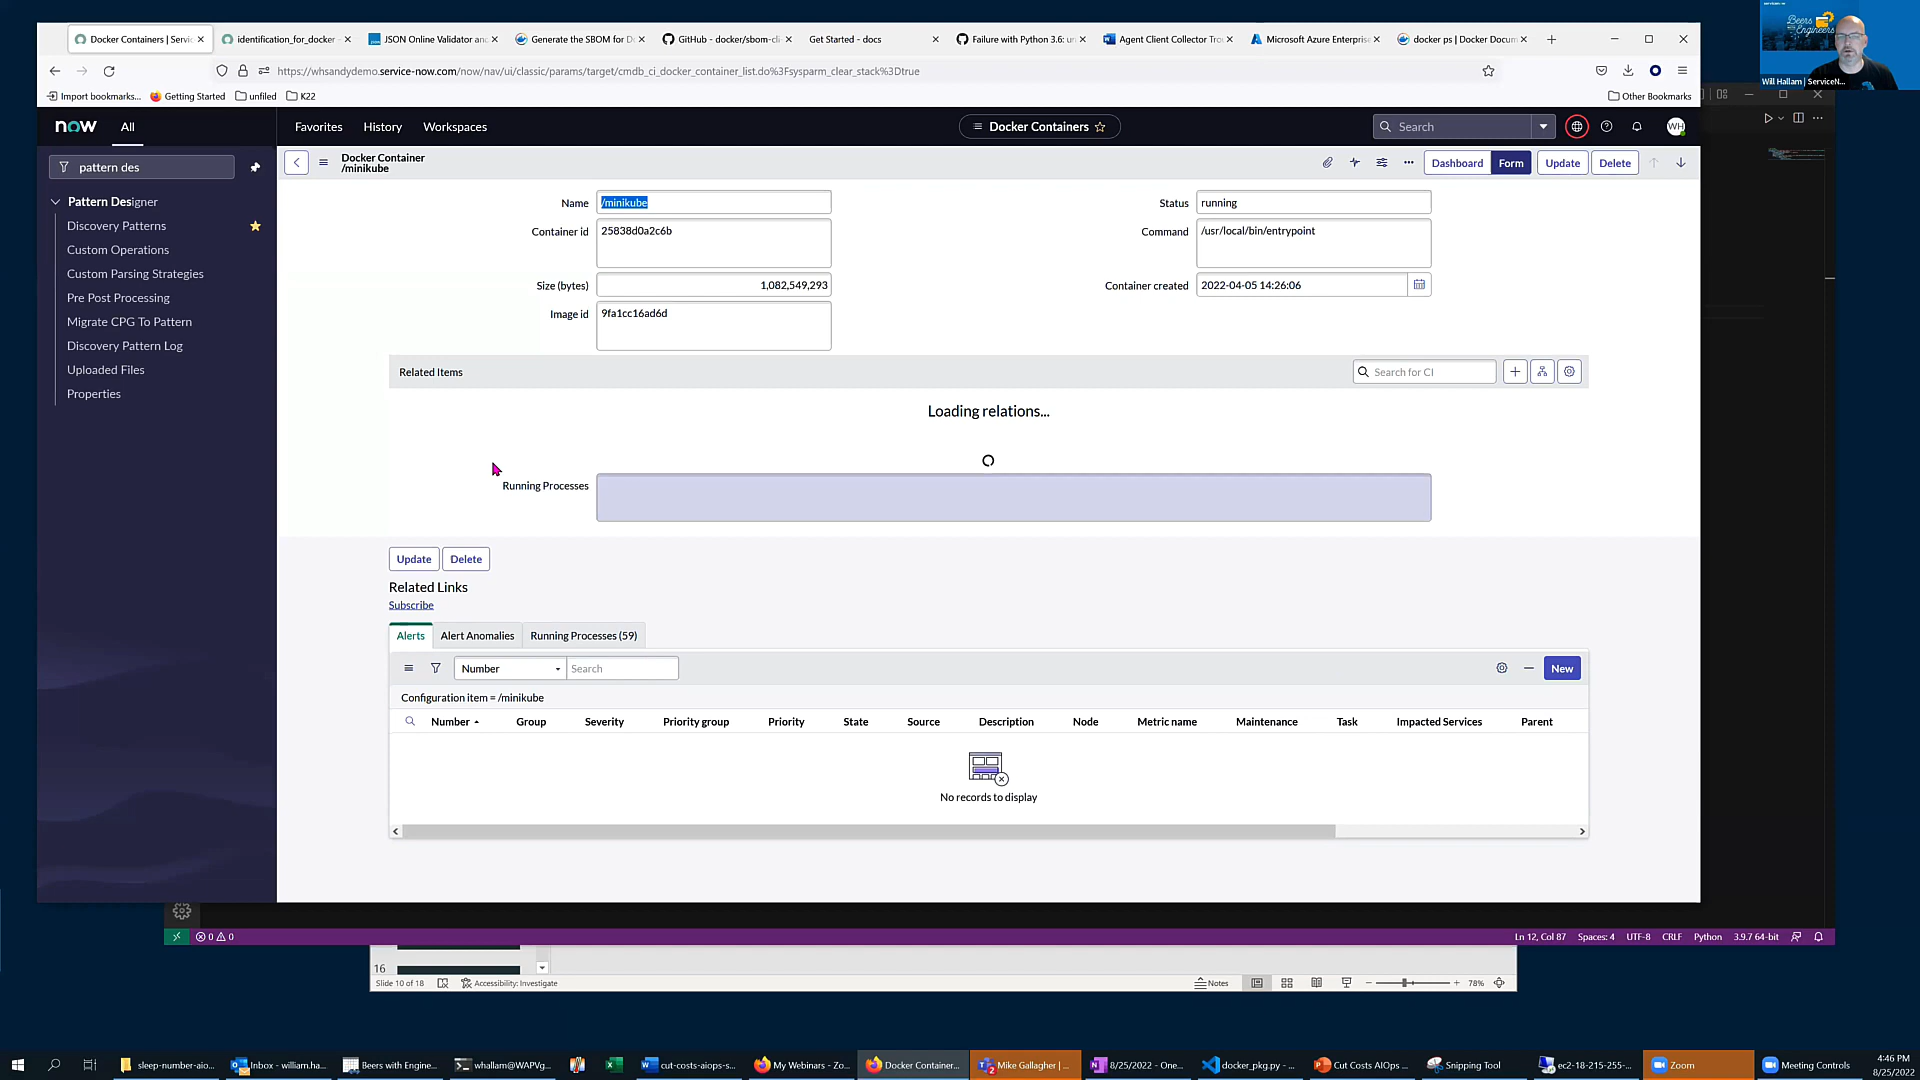 Docker Containers | Servic
identification_for_docker -
JSON Online Validator an
Generate the SBOM for D
GitHub - docker/sbom-cli
Get Started - docs
Failure with Python 3.6: un
Agent Client Collector Trou
Microsoft Azure Enterprise
docker ps | Docker Docum
https://whsandydemo.service-now.com/now/nav/ui/classic/params/target/cmdb_ci_docker_container_list.do%3Fsysparm_clear_stack%3Dtrue
Import bookmarks...
Getting Started
unfiled
K22
Other Bookmarks
Beers
Engineers
Will Hallam | ServiceN...
now
All
Favorites
History
Workspaces
Docker Containers
Search
WH
pattern des
Pattern Designer
Discovery Patterns
Custom Operations
Custom Parsing Strategies
Pre Post Processing
Migrate CPG To Pattern
Discovery Pattern Log
Uploaded Files
Properties
Docker Container
/minikube
Dashboard
Form
Update
Delete
Name
/minikube
Status
running
Container id
25838d0a2c6b
Command
/usr/local/bin/entrypoint
Size (bytes)
1,082,549,293
Container created
2022-04-05 14:26:06
Image id
9fa1cc16ad6d
Related Items
Search for CI
Loading relations...
Running Processes
Update
Delete
Related Links
Subscribe
Alerts
Alert Anomalies
Running Processes (59)
Number
Search
New
Configuration item = /minikube
Number
Group
Severity
Priority group
Priority
State
Source
Description
Node
Metric name
Maintenance
Task
Impacted Services
Parent
No records to display
0 0
Ln 12, Col 87
Spaces: 4
UTF-8
CRLF
Python
3.9.7 64-bit
16
Slide 10 of 18
Accessibility: Investigate
Notes
78%
sleep-number-aio...
Inbox - william.ha...
Beers with Engine...
whallam@WAPVg...
cut-costs-aiops-s...
My Webinars - Zo...
Docker Container...
Mike Gallagher | ...
8/25/2022 - One...
docker_pkg.py - ...
Cut Costs AIOps ...
Snipping Tool
ec2-18-215-255-...
Zoom
Meeting Controls
4:46 PM
8/25/2022